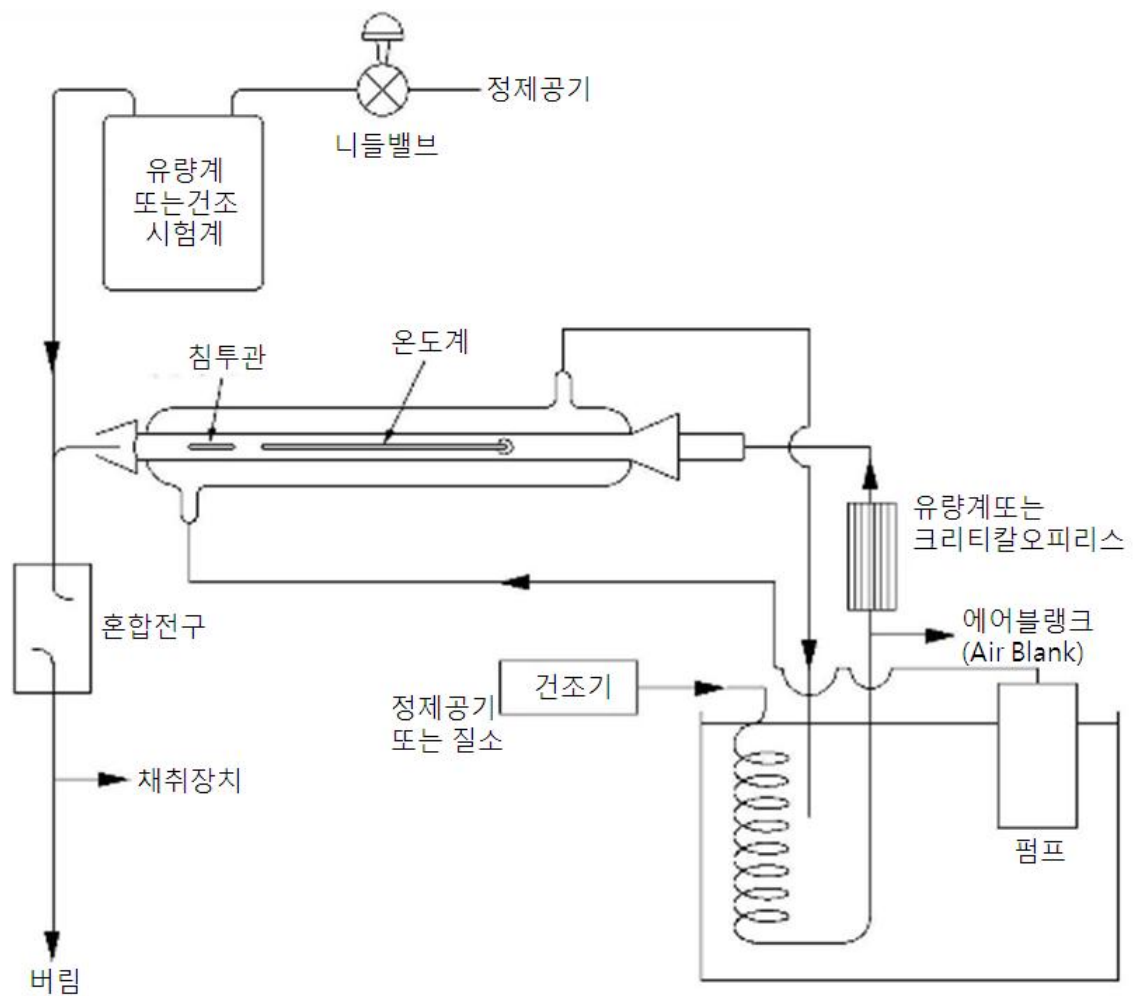 정제공기
니들밸브
유량계
또는건조
시험계
침투관
온도계
유량계또는
크리티칼오피리스
혼합전구
에어블랭크
(Air Blank)
건조기
정제공기
또는 질소
채취장치
펌프
버림